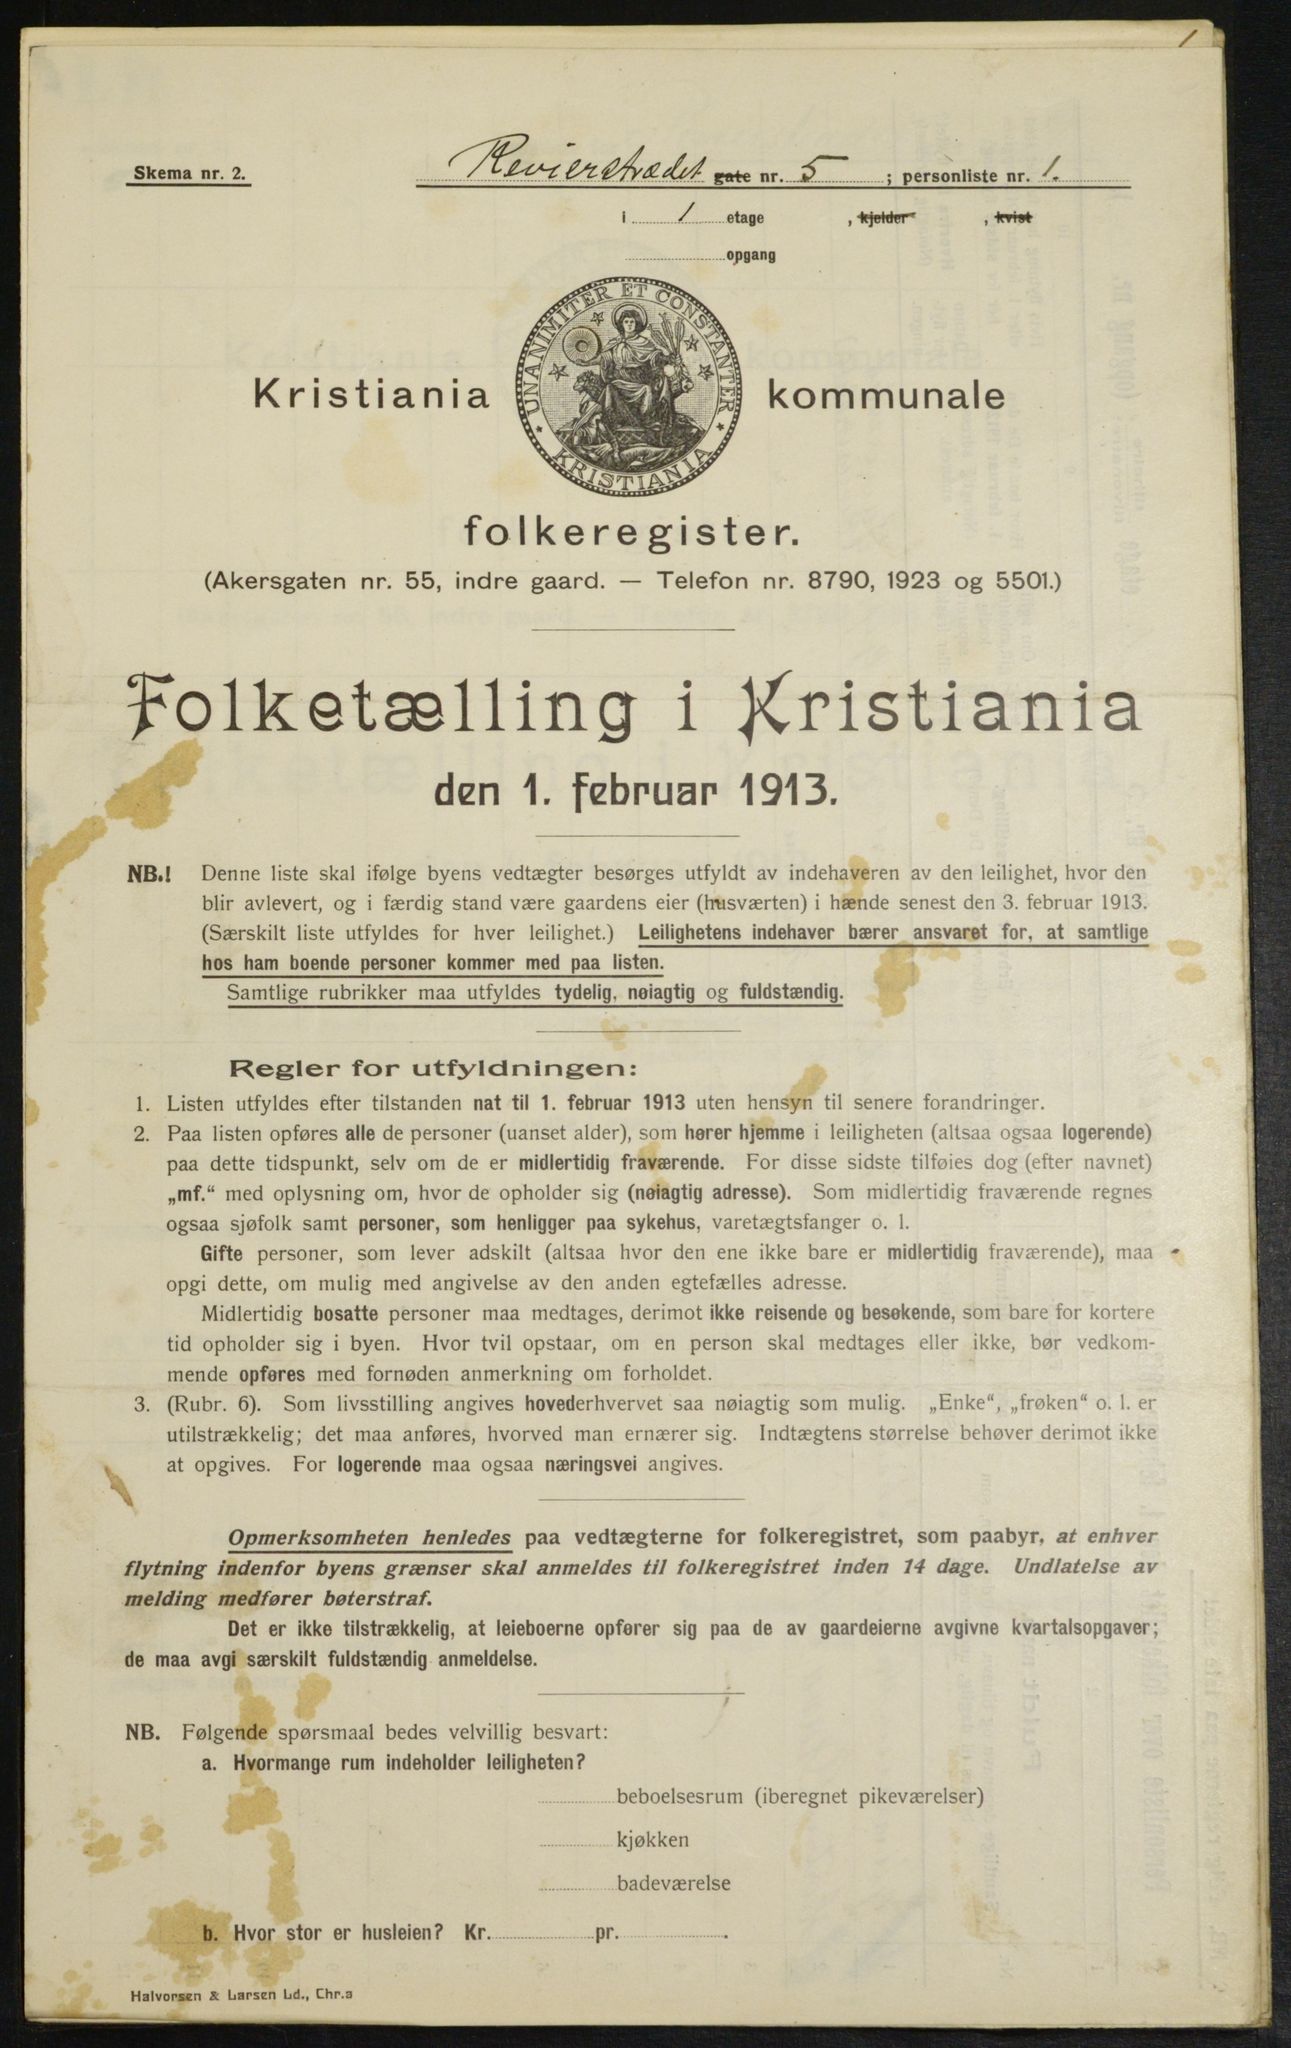 1
Skema nr. 2.
Revierstrædet gate nr. 5 ; personliste nr. 1.
i 1 etage , kjelder , kvist
opgang
UNANIMITER ET CONSTANTER
KRISTIANIA
Kristiania kommunale
folkeregister.
(Akersgaten nr. 55, indre gaard. — Telefon nr. 8790, 1923 og 5501.)
Folketælling i Kristiania
den 1. februar 1913.
NB.! Denne liste skal ifølge byens vedtægter besørges utfyldt av indehaveren av den leilighet, hvor den
blir avlevert, og i færdig stand være gaardens eier (husværten) i hænde senest den 3. februar 1913.
(Særskilt liste utfyldes for hver leilighet.) Leilighetens indehaver bærer ansvaret for, at samtlige
hos ham boende personer kommer med paa listen.
Samtlige rubrikker maa utfyldes tydelig, nøiagtig og fuldstændig.
Regler for utfyldningen:
1. Listen utfyldes efter tilstanden nat til 1. februar 1913 uten hensyn til senere forandringer.
2. Paa listen opføres alle de personer (uanset alder), som hører hjemme i leiligheten (altsaa ogsaa logerende)
paa dette tidspunkt, selv om de er midlertidig fraværende. For disse sidste tilføies dog (efter navnet)
„mf.“ med oplysning om, hvor de opholder sig (nøiagtig adresse). Som midlertidig fraværende regnes
ogsaa sjøfolk samt personer, som henligger paa sykehus, varetægtsfanger o. l.
Gifte personer, som lever adskilt (altsaa hvor den ene ikke bare er midlertidig fraværende), maa
opgi dette, om mulig med angivelse av den anden egtefælles adresse.
Midlertidig bosatte personer maa medtages, derimot ikke reisende og besøkende, som bare for kortere
tid opholder sig i byen. Hvor tvil opstaar, om en person skal medtages eller ikke, bør vedkom-
mende opføres med fornøden anmerkning om forholdet.
3. (Rubr. 6). Som livsstilling angives hovederhvervet saa nøiagtig som mulig. „Enke“, „frøken“ o. l. er
utilstrækkelig; det maa anføres, hvorved man ernærer sig. Indtægtens størrelse behøver derimot ikke
at opgives. For logerende maa ogsaa næringsvei angives.
Opmerksomheten henledes paa vedtægterne for folkeregistret, som paabyr, at enhver
flytning indenfor byens grænser skal anmeldes til folkeregistret inden 14 dage. Undlatelse av
melding medfører bøterstraf.
Det er ikke tilstrækkelig, at leieboerne opfører sig paa de av gaardeierne avgivne kvartalsopgaver;
de maa avgi særskilt fuldstændig anmeldelse.
NB. Følgende spørsmaal bedes velvillig besvart:
a. Hvormange rum indeholder leiligheten?
beboelsesrum (iberegnet pikeværelser)
kjøkken
badeværelse
b. Hvor stor er husleien? Kr. pr. .
Halvorsen & Larsen Ld., Chr.a